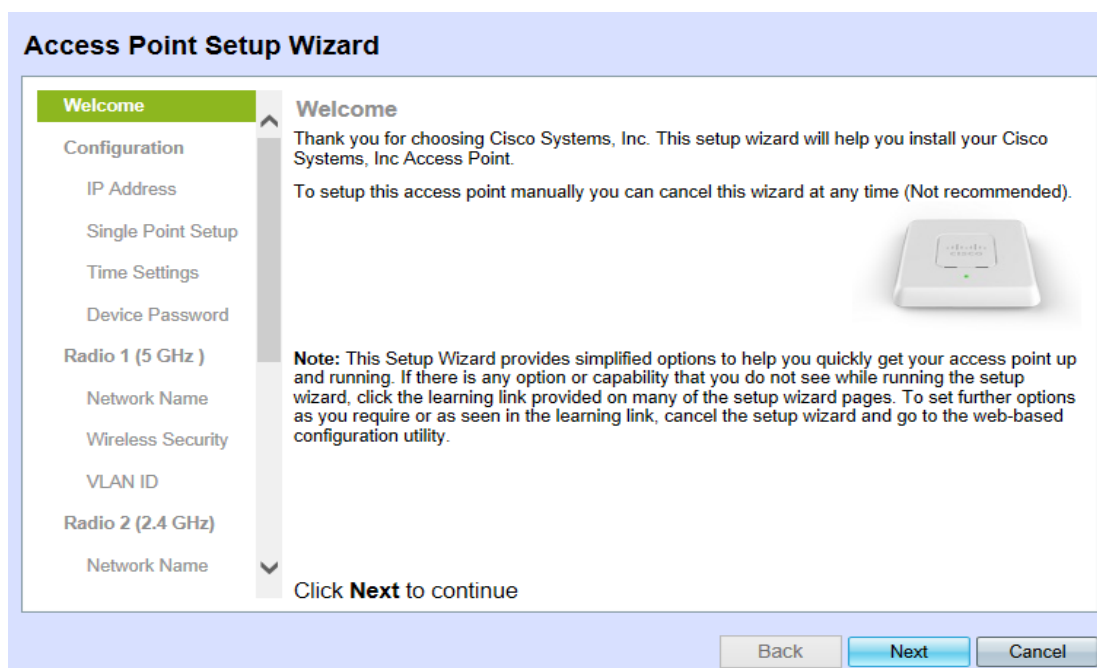 Access Point Setup Wizard
Welcome
Configuration
IP Address
Single Point Setup
Time Settings
Device Password
Radio 1 (5 GHz )
Network Name
Wireless Security
VLAN ID
Radio 2 (2.4 GHz)
Network Name
Welcome
Thank you for choosing Cisco Systems, Inc. This setup wizard will help you install your Cisco
Systems, Inc Access Point.
To setup this access point manually you can cancel this wizard at any time (Not recommended).
CISCO
Note: This Setup Wizard provides simplified options to help you quickly get your access point up
and running. If there is any option or capability that you do not see while running the setup
wizard, click the learning link provided on many of the setup wizard pages. To set further options
as you require or as seen in the learning link, cancel the setup wizard and go to the web-based
configuration utility.
Click Next to continue
Back
Next
Cancel